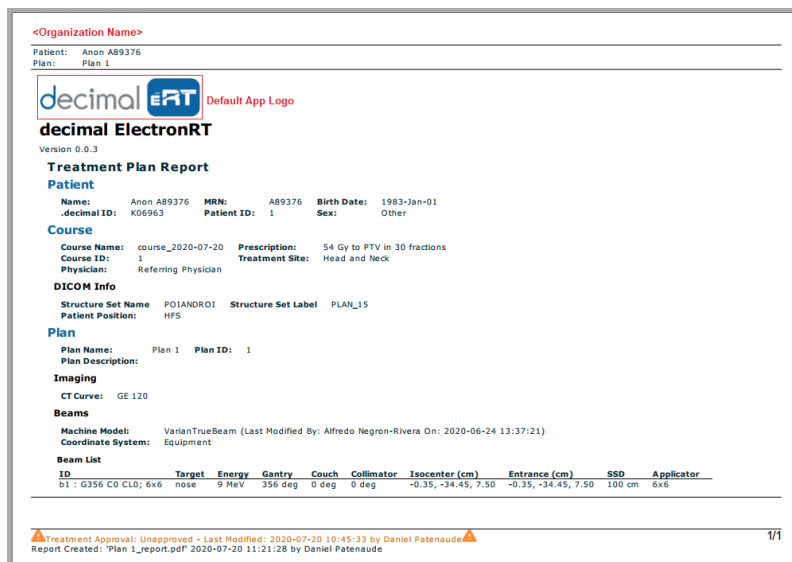 <Organization Name>
Patient: Anon A89376
Plan: Plan 1
decimal ERT Default App Logo
decimal ElectronRT
Version 0.0.3
Treatment Plan Report
Patient
Name: Anon A89376 MRN: A89376 Birth Date: 1983-Jan-01
.decimal ID: K06963 Patient ID: 1 Sex: Other
Course
Course Name: course_2020-07-20 Prescription: 54 Gy to PTV in 30 fractions
Course ID: 1 Treatment Site: Head and Neck
Physician: Referring Physician
DICOM Info
Structure Set Name POIANDROI Structure Set Label PLAN_15
Patient Position: HFS
Plan
Plan Name: Plan 1 Plan ID: 1
Plan Description:
Imaging
CT Curve: GE 120
Beams
Machine Model: VarianTrueBeam (Last Modified By: Alfredo Negron-Rivera On: 2020-06-24 13:37:21)
Coordinate System: Equipment
Beam List
ID Target Energy Gantry Couch Collimator Isocenter (cm) Entrance (cm) SSD Applicator
b1 : G356 C0 CL0; 6x6 nose 9 MeV 356 deg 0 deg 0 deg -0.35, -34.45, 7.50 -0.35, -34.45, 7.50 100 cm 6x6
Treatment Approval: Unapproved - Last Modified: 2020-07-20 10:45:33 by Daniel Patenaude 1/1
Report Created: 'Plan 1_report.pdf' 2020-07-20 11:21:28 by Daniel Patenaude